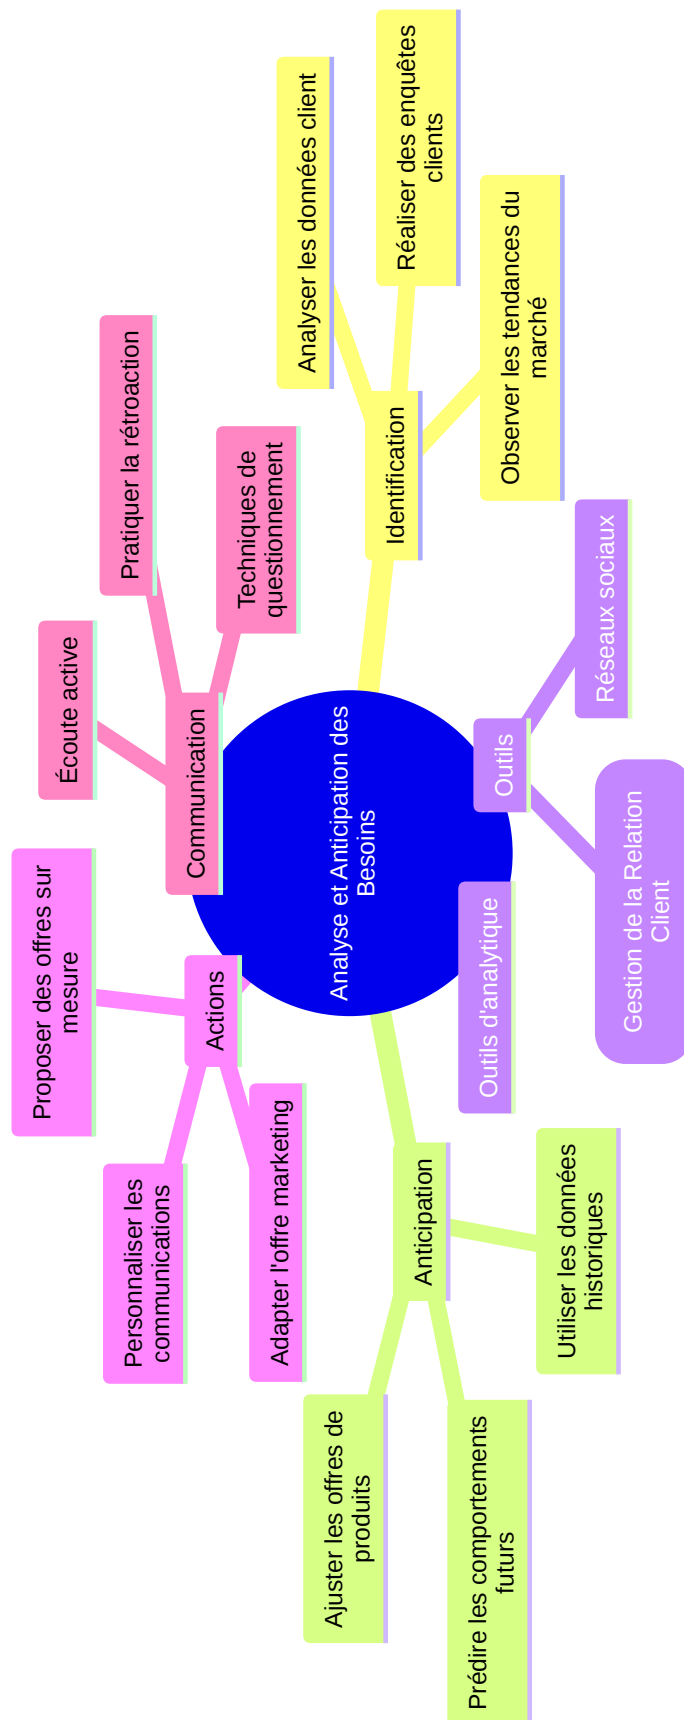 Analyse et Anticipation des
Besoins
Identification
Analyser les données client
Réaliser des enquêtes
clients
Observer les tendances du
marché
Anticipation
Utiliser les données
historiques
Prédire les comportements
futurs
Ajuster les offres de
produits
Communication
Écoute active
Pratiquer la rétroaction
Techniques de
questionnement
Actions
Proposer des offres sur
mesure
Personnaliser les
communications
Adapter l'offre marketing
Outils
Réseaux sociaux
Gestion de la Relation
Client
Outils d'analytique